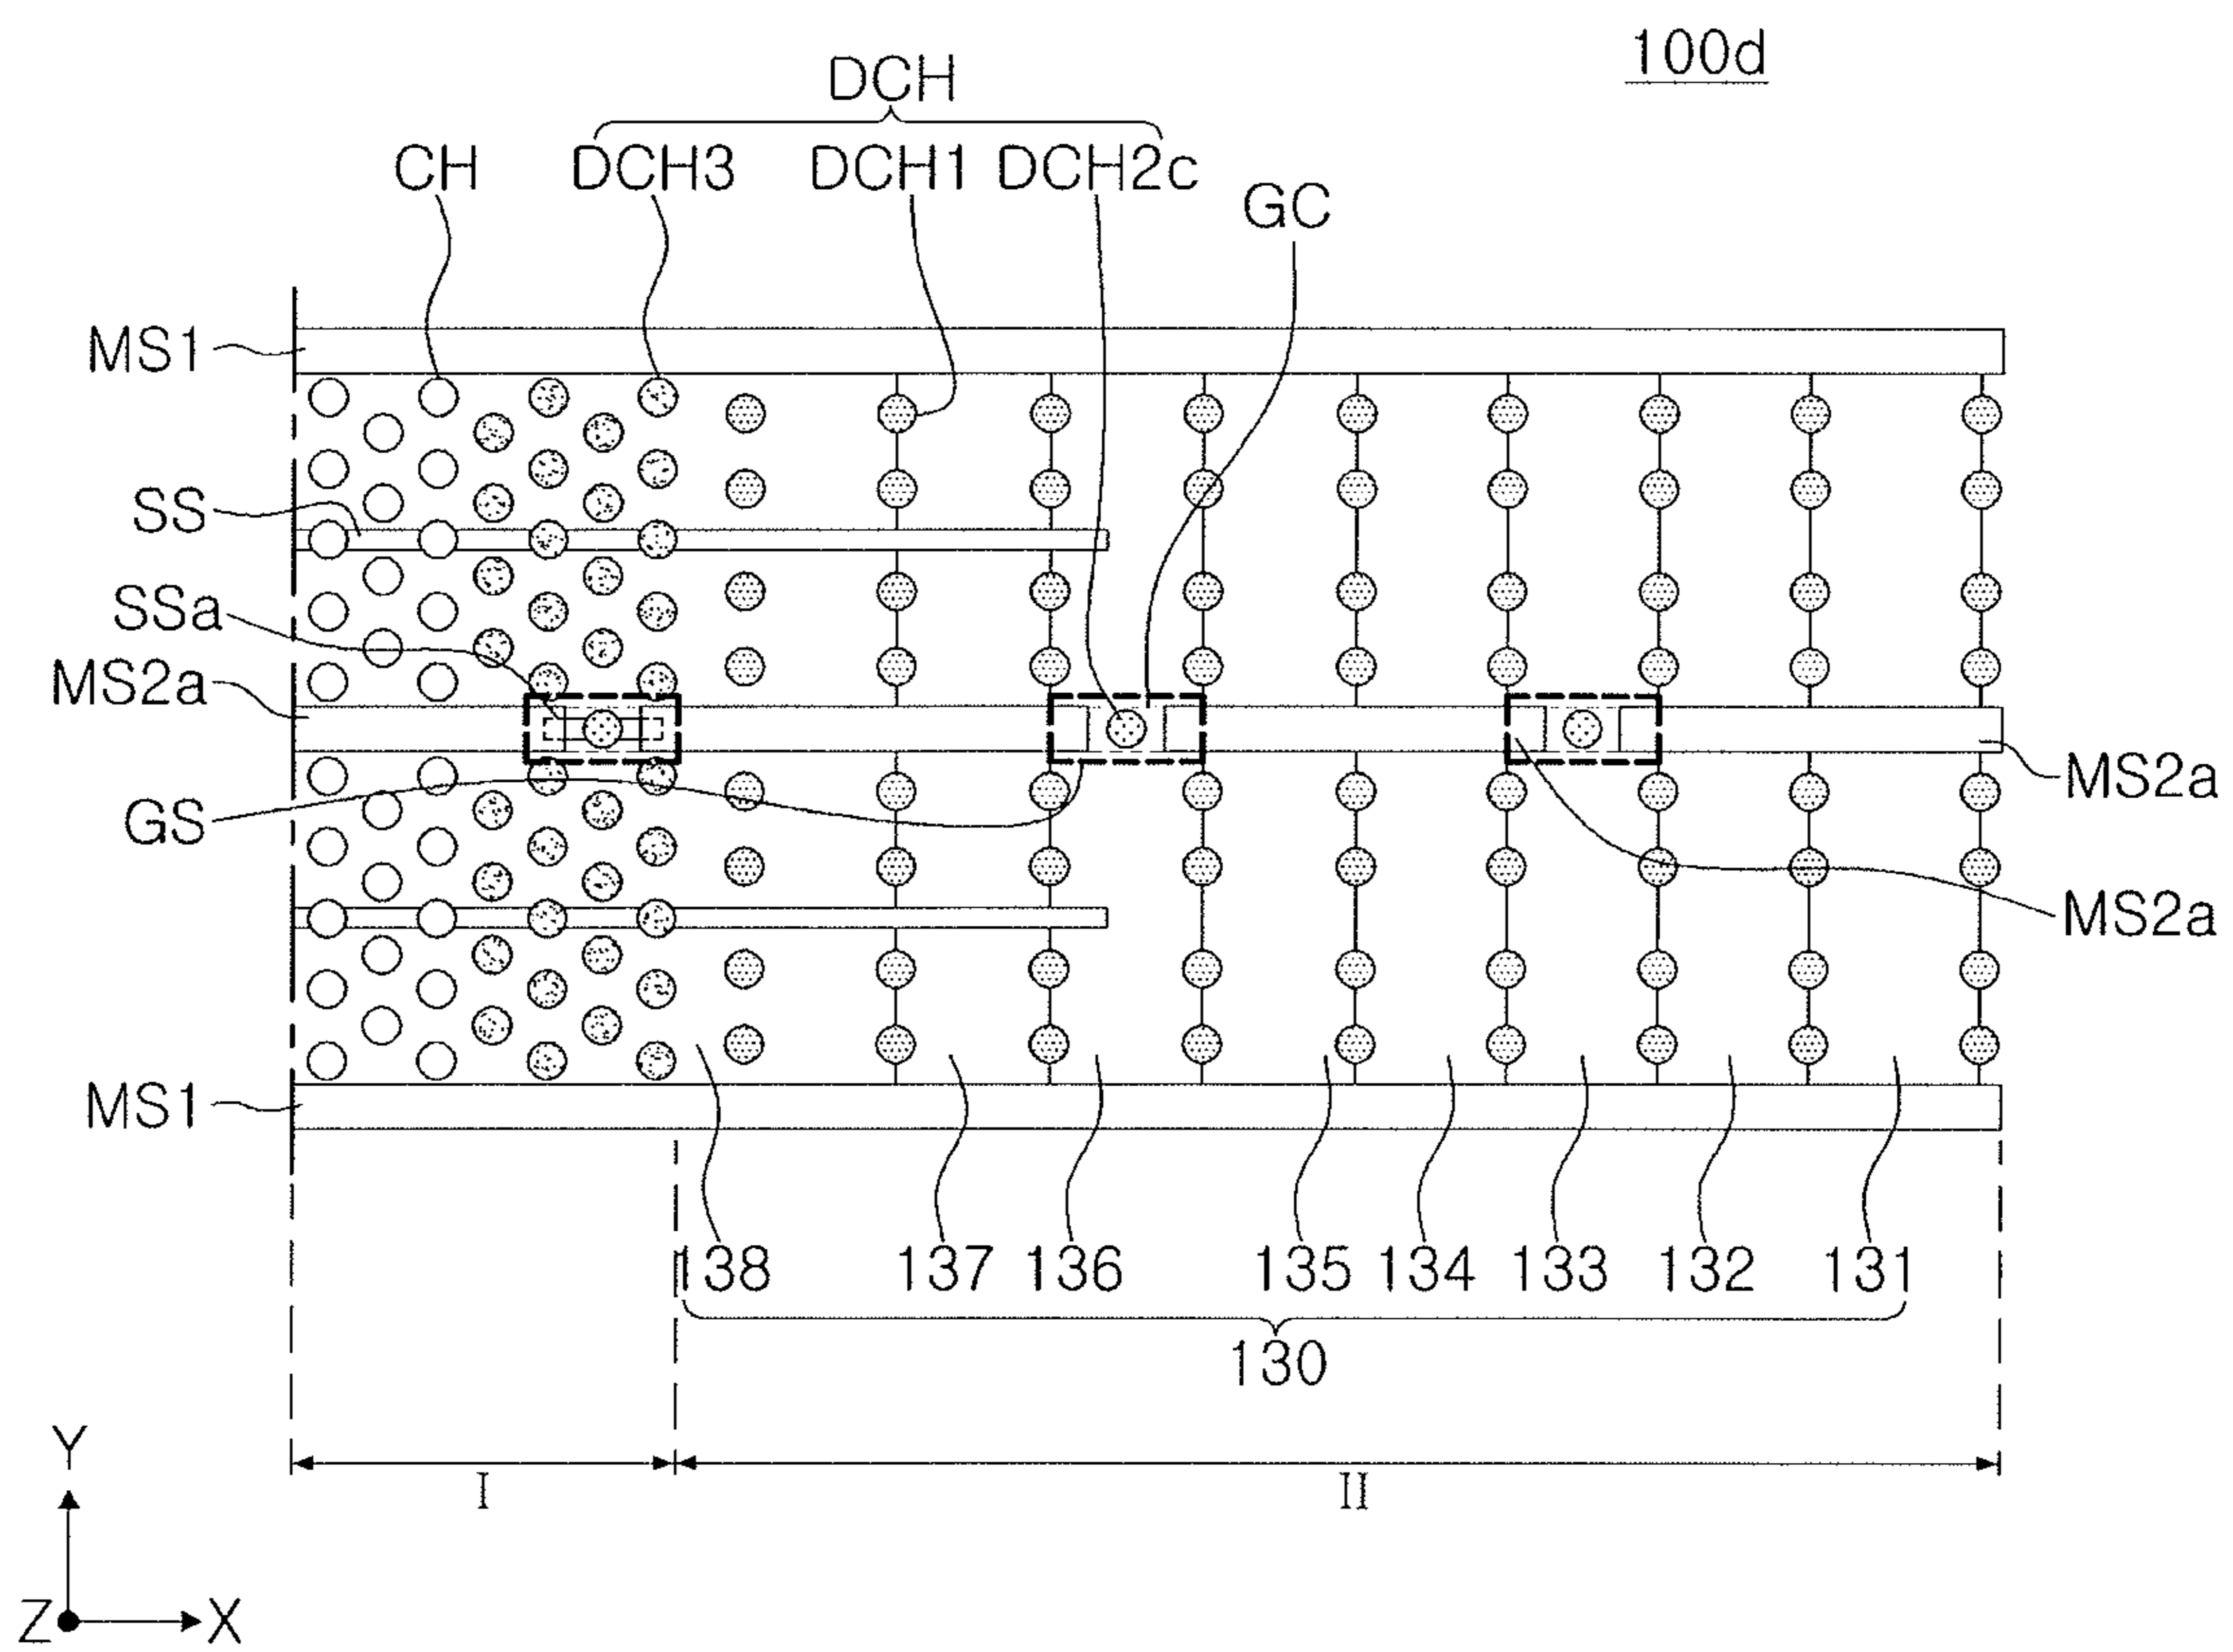 100d
DCH
CH DCH3 DCH1 DCH2c
GC
MS1
SS
SSa
MS2a
MS2a
GS
MS2a
MS1
138 137 136 135 134 133 132 131
130
I II
Y
Z X